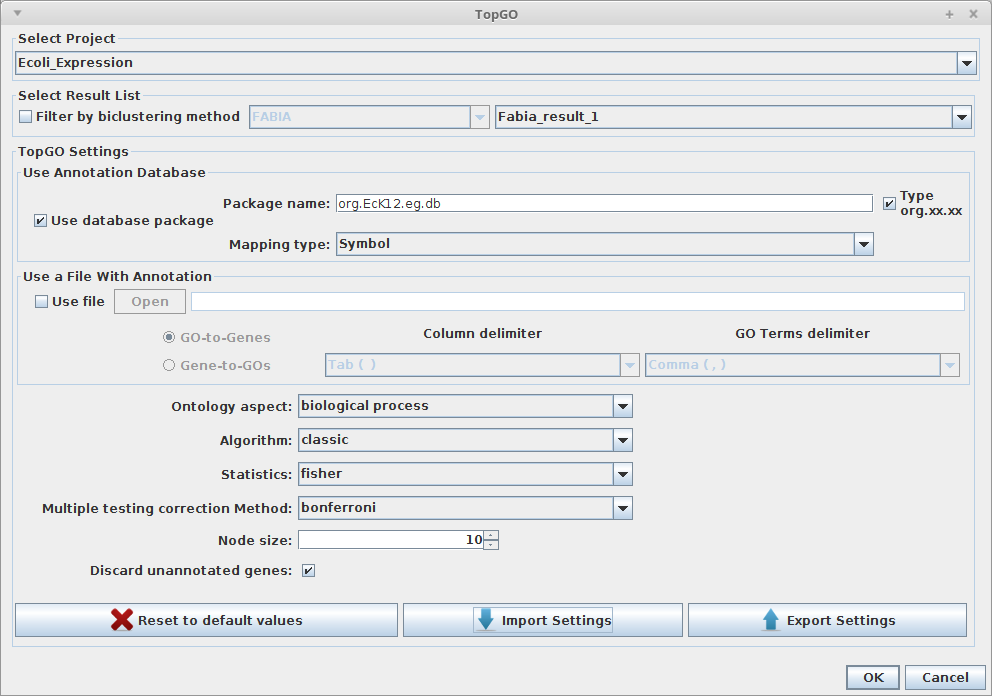 TopGO
Select Project
Ecoli_Expression
Select Result List
Filter by biclustering method FABIA Fabia_result_1
TopGO Settings
Use Annotation Database
Use database package
Package name: org.EcK12.eg.db
Type
org.xx.xx
Mapping type: Symbol
Use a File With Annotation
Use file Open
GO-to-Genes
Gene-to-GOs
Column delimiter
Tab ( )
GO Terms delimiter
Comma ( , )
Ontology aspect: biological process
Algorithm: classic
Statistics: fisher
Multiple testing correction Method: bonferroni
Node size: 10
Discard unannotated genes:
Reset to default values Import Settings Export Settings
OK Cancel